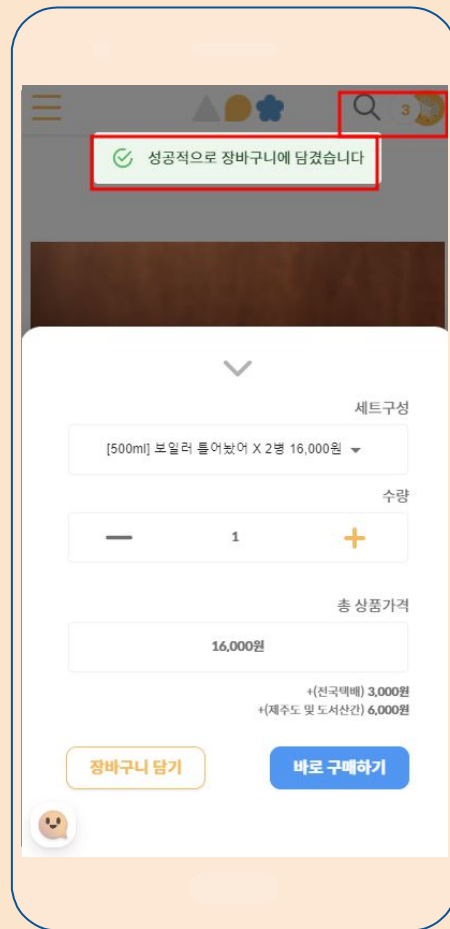 3
성공적으로 장바구니에 담겼습니다
세트구성
[500ml] 보일러 틀어놨어 X 2병 16,000원
수량
1
총 상품가격
16,000원
+(전국택배) 3,000원
+(제주도 및 도서산간) 6,000원
장바구니 담기
바로 구매하기